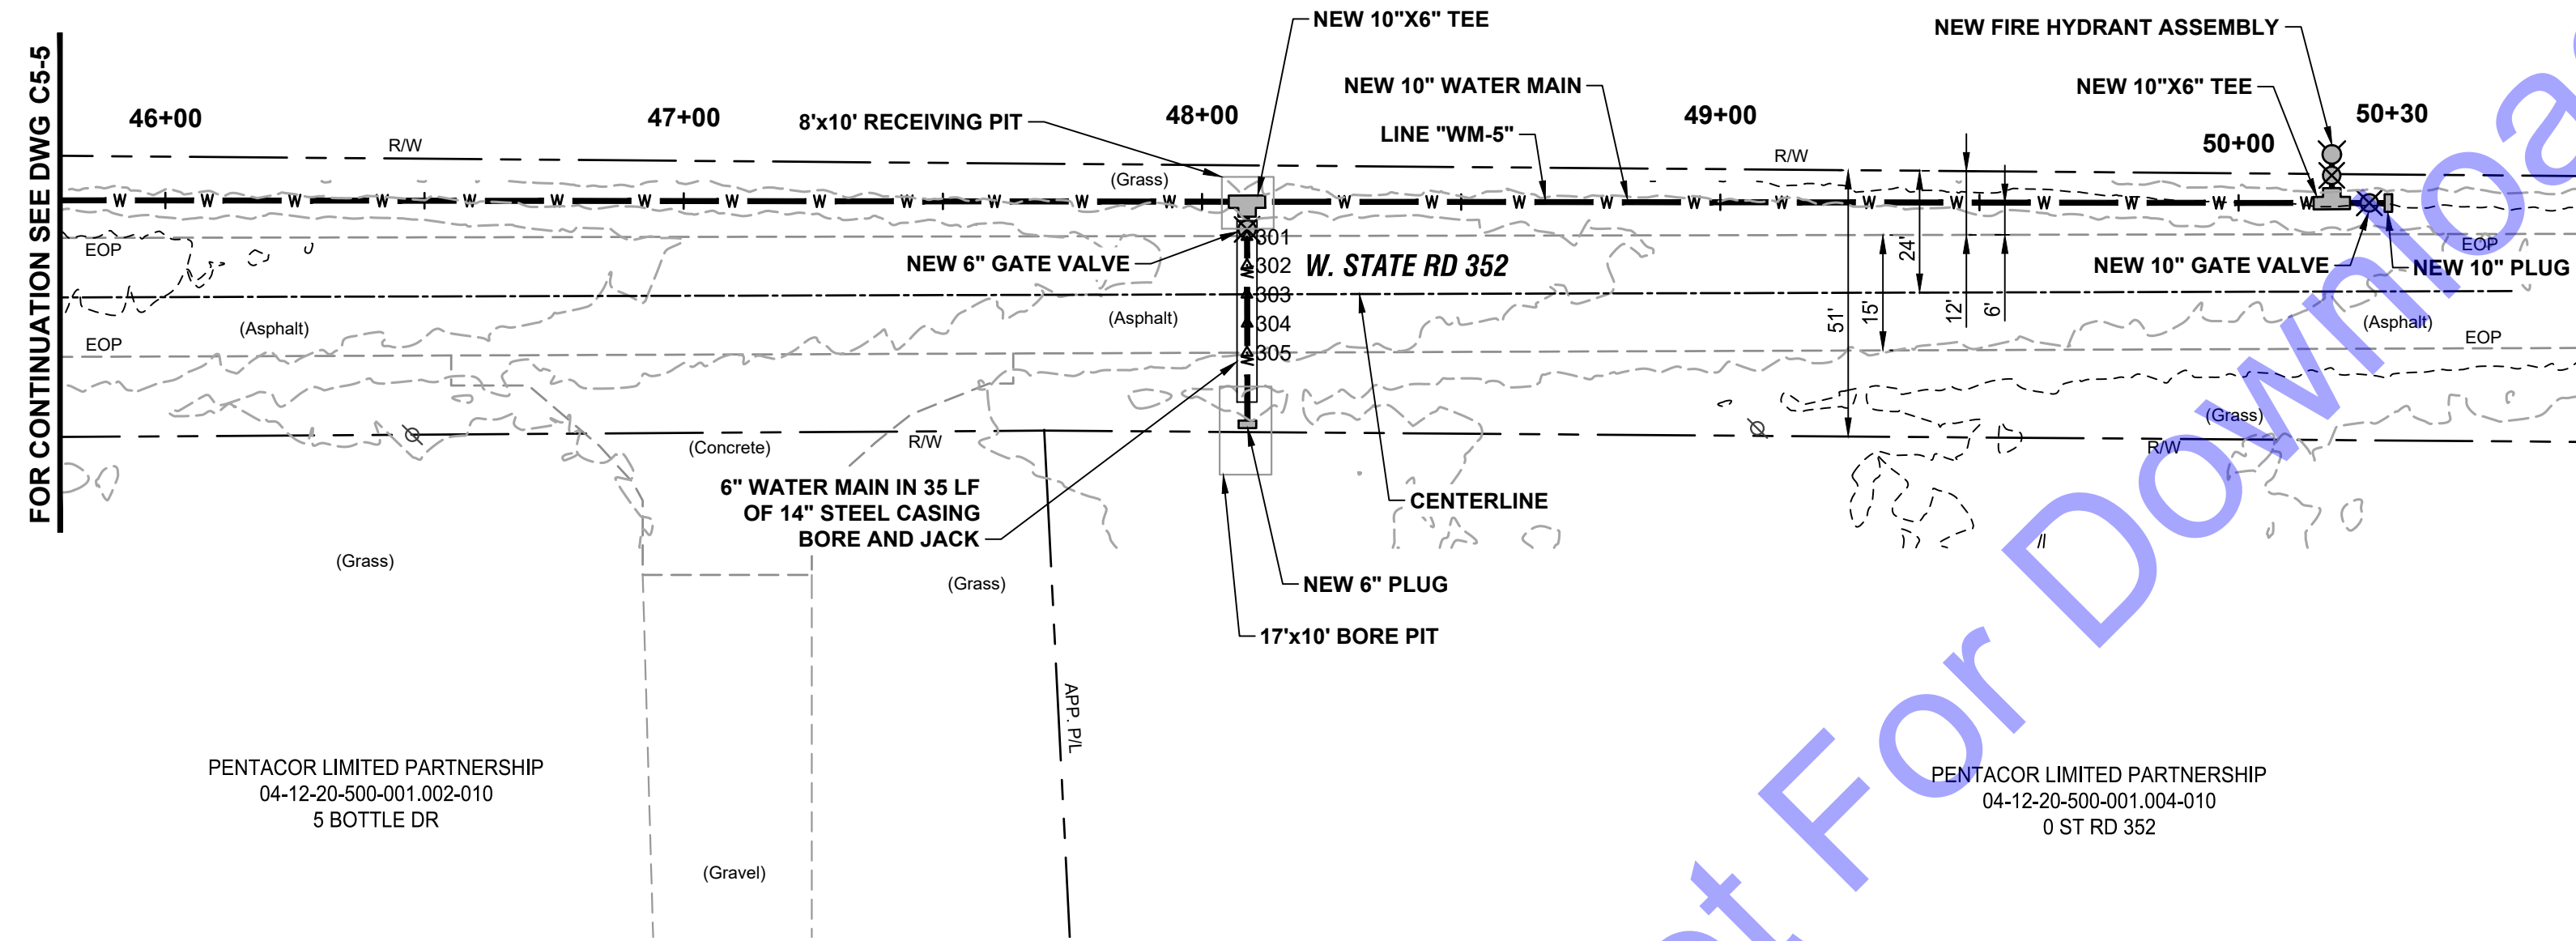 FOR CONTINUATION SEE DWG C5-5
NEW 10"X6" TEE
NEW FIRE HYDRANT ASSEMBLY
NEW 10" WATER MAIN
NEW 10"X6" TEE
46+00
47+00
8'x10' RECEIVING PIT
48+00
LINE "WM-5"
49+00
50+00
50+30
R/W
R/W
(Grass)
W W W W W W W W W W W W W W W W W W W W W W W W W
EOP
NEW 6" GATE VALVE
301
302
303
304
305
W
W
W. STATE RD 352
51'
15'
24'
12'
6'
NEW 10" GATE VALVE
EOP
NEW 10" PLUG
(Asphalt)
(Asphalt)
(Asphalt)
EOP
EOP
(Grass)
(Concrete)
R/W
R/W
6" WATER MAIN IN 35 LF
OF 14" STEEL CASING
BORE AND JACK
CENTERLINE
(Grass)
(Grass)
NEW 6" PLUG
17'x10' BORE PIT
APP. P/L
PENTACOR LIMITED PARTNERSHIP
04-12-20-500-001.002-010
5 BOTTLE DR
(Gravel)
PENTACOR LIMITED PARTNERSHIP
04-12-20-500-001.004-010
0 ST RD 352
For Downloa